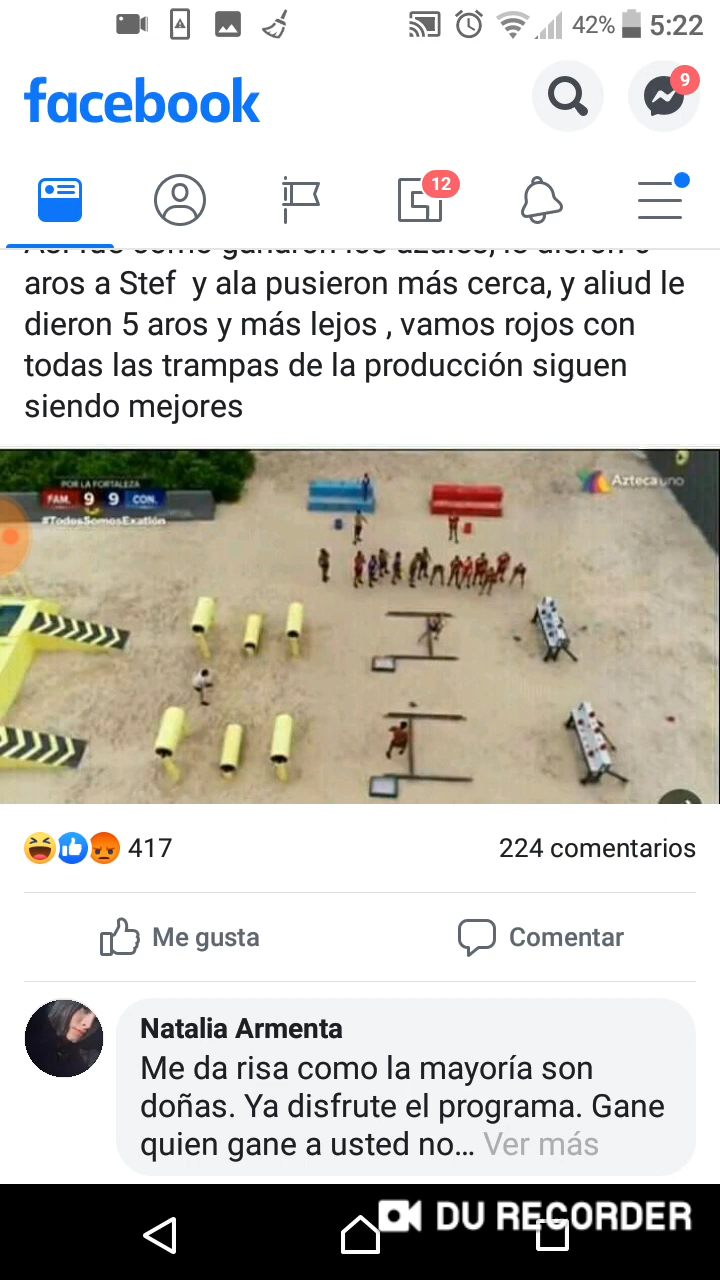 42% 5:22
facebook
9
12
aros a Stef y ala pusieron más cerca, y aliud le
dieron 5 aros y más lejos , vamos rojos con
todas las trampas de la producción siguen
siendo mejores
POR LA FORTALEZA
FAM. 9 9 CON.
#TodosSomosExatlón
Azteca uno
417
224 comentarios
Me gusta
Comentar
Natalia Armenta
Me da risa como la mayoría son
doñas. Ya disfrute el programa. Gane
quien gane a usted no... Ver más
DU RECORDER